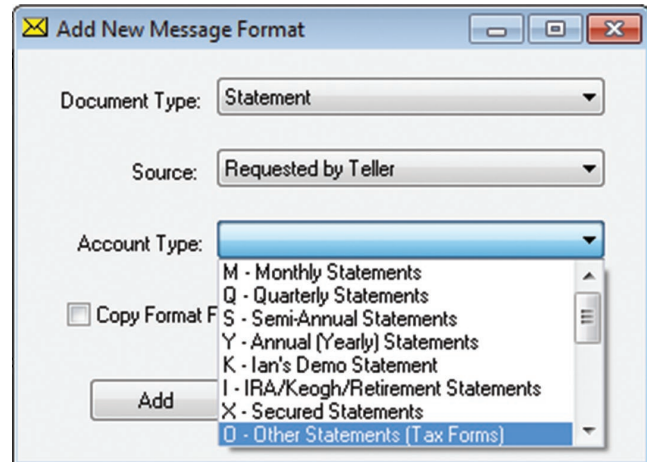 Add New Message Format
Document Type: Statement
Source: Requested by Teller
Account Type:
M - Monthly Statements
Q - Quarterly Statements
S - Semi-Annual Statements
Y - Annual (Yearly) Statements
K - Ian's Demo Statement
Copy Format F
I - IRA/Keogh/Retirement Statements
X - Secured Statements
Add
O - Other Statements (Tax Forms)